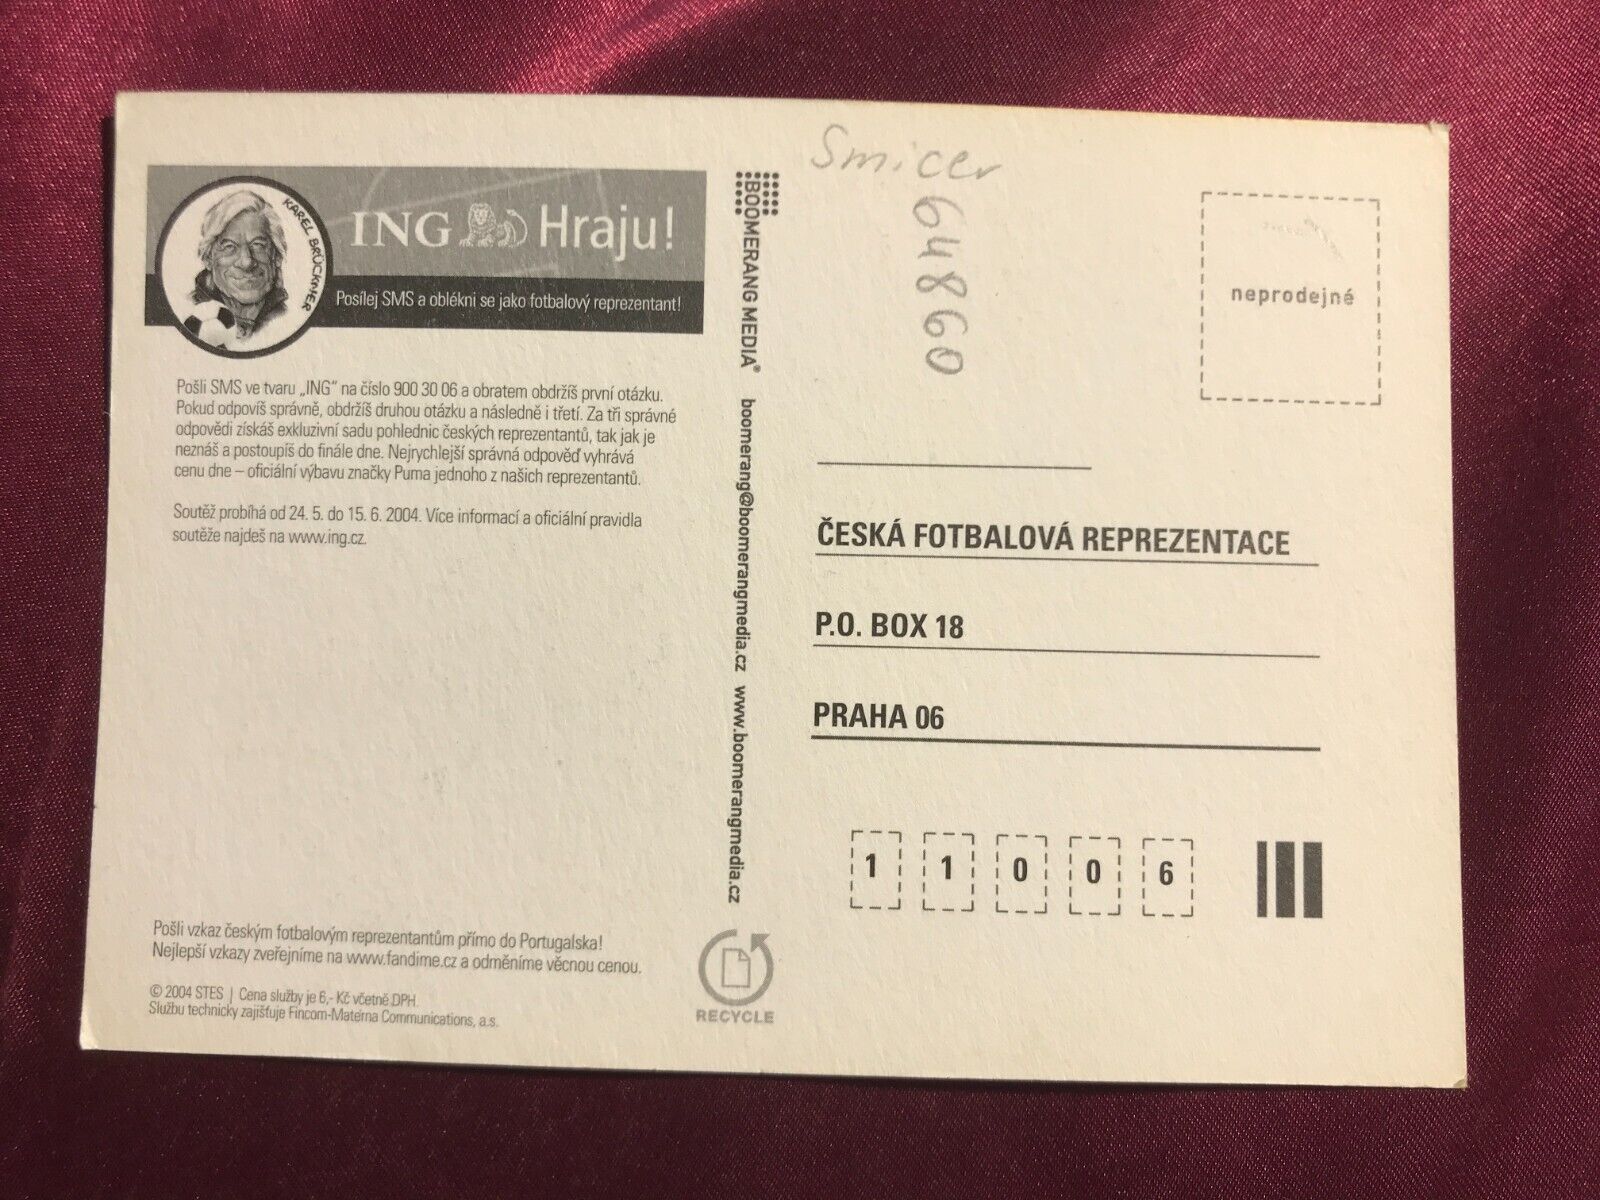 KAREL BRÜCKNER
ING Hraju!
Posílej SMS a oblékni se jako fotbalový reprezentant!
Pošli SMS ve tvaru „ING“ na číslo 900 30 06 a obratem obdržíš první otázku.
Pokud odpovíš správně, obdržíš druhou otázku a následně i třetí. Za tři správné
odpovědi získáš exkluzivní sadu pohlednic českých reprezentantů, tak jak je
neznáš a postoupíš do finále dne. Nejrychlejší správná odpověď vyhrává
cenu dne – oficiální výbavu značky Puma jednoho z našich reprezentantů.
Soutěž probíhá od 24. 5. do 15. 6. 2004. Více informací a oficiální pravidla
soutěže najdeš na www.ing.cz.
Pošli vzkaz českým fotbalovým reprezentantům přímo do Portugalska!
Nejlepší vzkazy zveřejníme na www.fandime.cz a odměníme věcnou cenou.
© 2004 STES | Cena služby je 6,- Kč včetně DPH.
Službu technicky zajišťuje Fincom-Materna Communications, a.s.
BOOMERANG MEDIA® boomerang@boomerangmedia.cz www.boomerangmedia.cz
RECYCLE
Smicer
64860
neprodejné
ČESKÁ FOTBALOVÁ REPREZENTACE
P.O. BOX 18
PRAHA 06
1 1 0 0 6